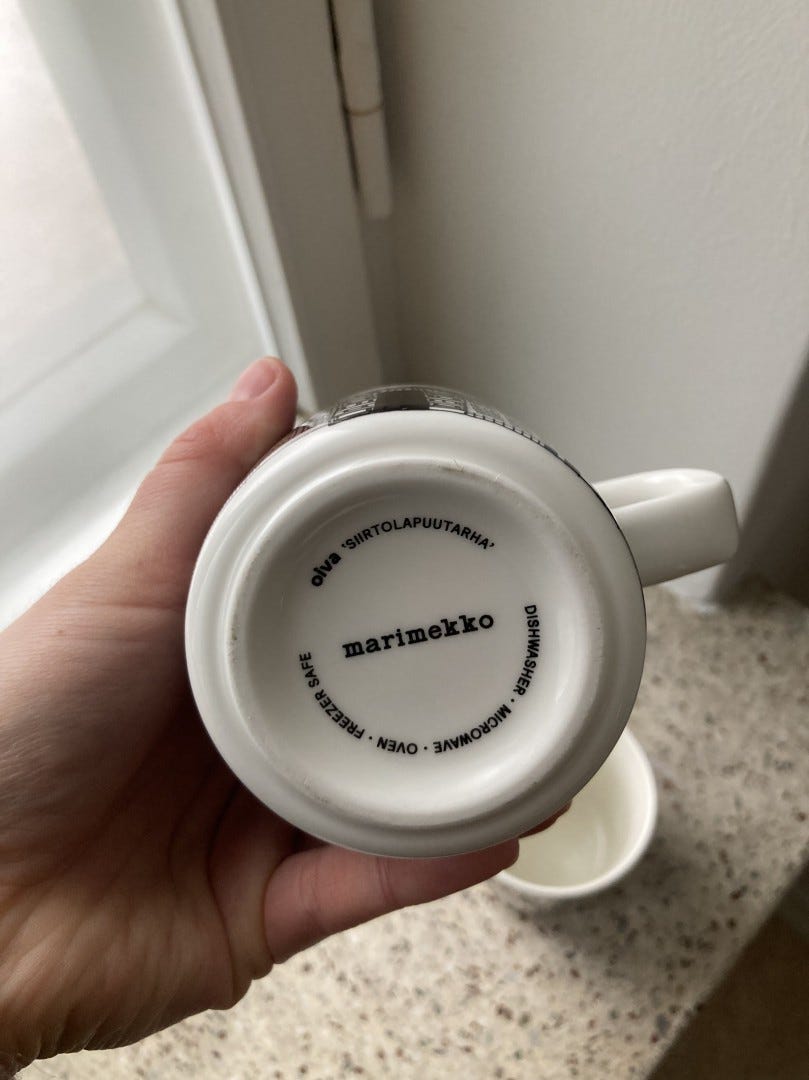 oiva 'SIIRTOLAPUUTARHA'
marimekko
DISHWASHER · MICROWAVE · OVEN · FREEZER SAFE